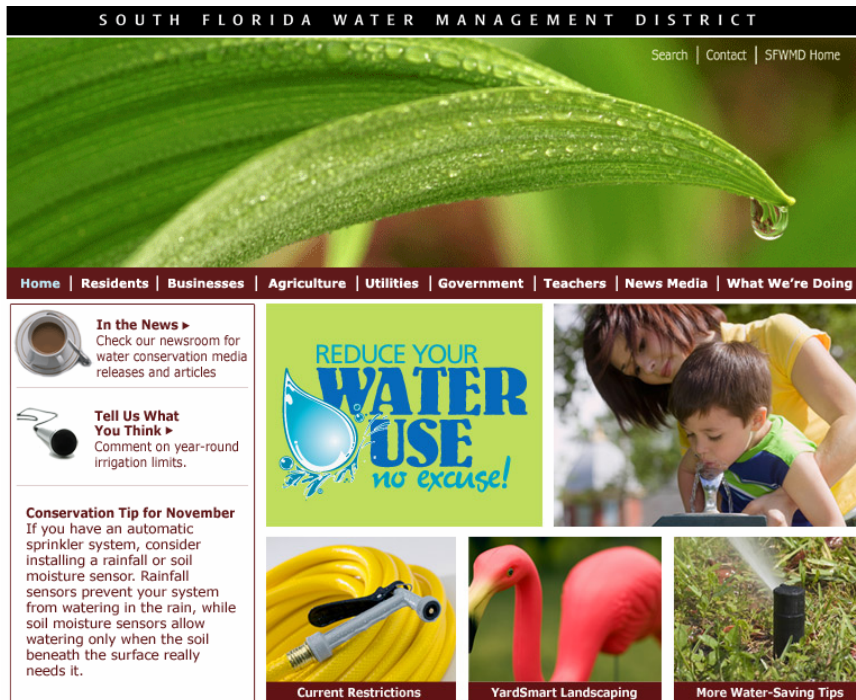 SOUTH FLORIDA WATER MANAGEMENT DISTRICT
Search | Contact | SFWMD Home
Home | Residents | Businesses | Agriculture | Utilities | Government | Teachers | News Media | What We're Doing
In the News ▸
Check our newsroom for
water conservation media
releases and articles
Tell Us What
You Think ▸
Comment on year-round
irrigation limits.
Conservation Tip for November
If you have an automatic
sprinkler system, consider
installing a rainfall or soil
moisture sensor. Rainfall
sensors prevent your system
from watering in the rain, while
soil moisture sensors allow
watering only when the soil
beneath the surface really
needs it.
REDUCE YOUR
WATER
USE
no excuse!
Current Restrictions
YardSmart Landscaping
More Water-Saving Tips